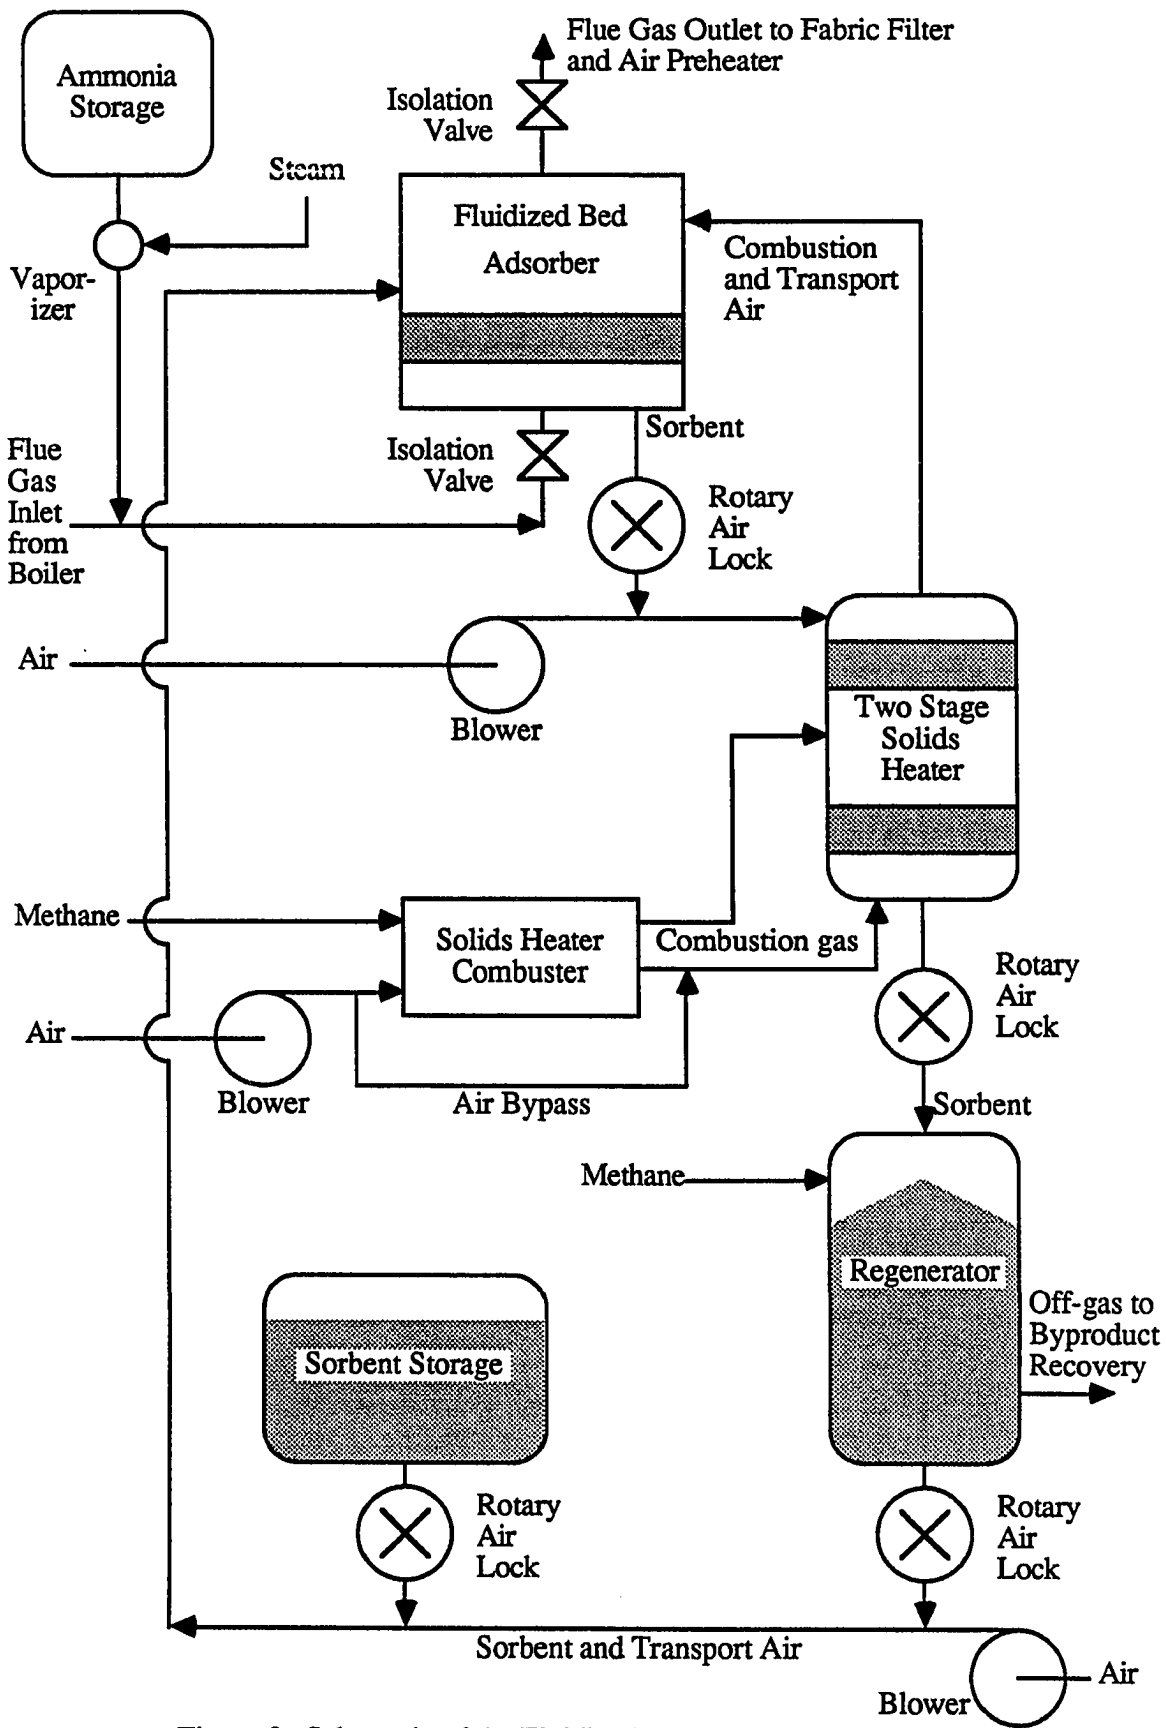 Flue Gas Outlet to Fabric Filter
and Air Preheater
Ammonia
Storage
Isolation
Valve
Steam
Fluidized Bed
Adsorber
Combustion
and Transport
Air
Vapor-
izer
Sorbent
Isolation
Valve
Flue
Gas
Inlet
from
Boiler
Rotary
Air
Lock
Air
Blower
Two Stage
Solids
Heater
Methane
Solids Heater
Combuster
Combustion gas
Rotary
Air
Lock
Air
Blower
Air Bypass
Sorbent
Methane
Regenerator
Off-gas to
Byproduct
Recovery
Sorbent Storage
Rotary
Air
Lock
Rotary
Air
Lock
Sorbent and Transport Air
Air
Blower